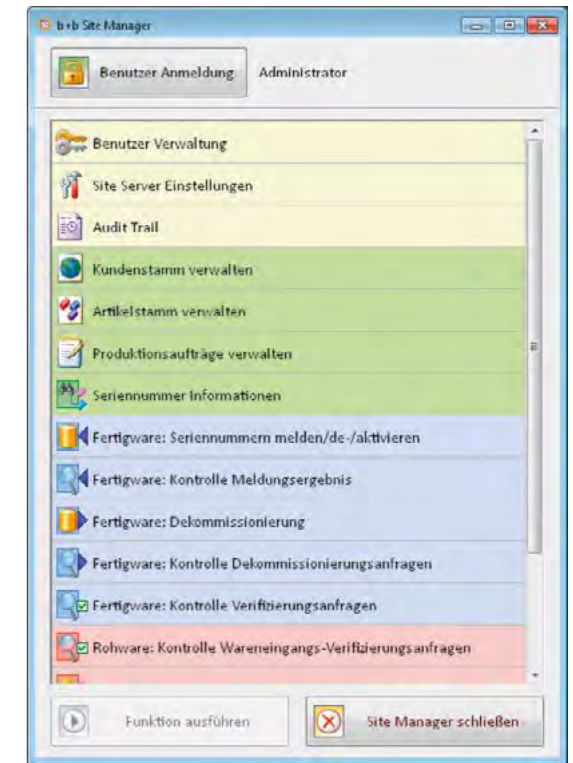 b+b Site Manager
Benutzer Anmeldung Administrator
Benutzer Verwaltung
Site Server Einstellungen
Audit Trail
Kundenstamm verwalten
Artikelstamm verwalten
Produktionsaufträge verwalten
Seriennummer Informationen
Fertigware: Seriennummern melden/de-/aktivieren
Fertigware: Kontrolle Meldungsergebnis
Fertigware: Dekommissionierung
Fertigware: Kontrolle Dekommissionierungsanfragen
Fertigware: Kontrolle Verifizierungsanfragen
Rohware: Kontrolle Wareneingangs-Verifizierungsanfragen
Funktion ausführen Site Manager schließen